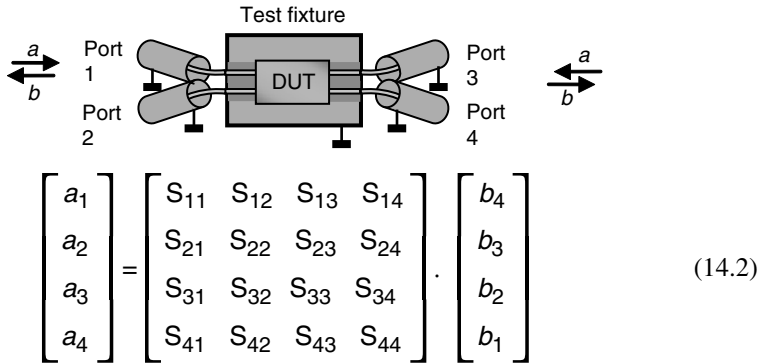 Test fixture
a
b
Port 1
Port 2
DUT
Port 3
Port 4
a
b
[a₁ a₂ a₃ a₄] = [S₁₁ S₁₂ S₁₃ S₁₄
S₂₁ S₂₂ S₂₃ S₂₄
S₃₁ S₃₂ S₃₃ S₃₄
S₄₁ S₄₂ S₄₃ S₄₄] · [b₄ b₃ b₂ b₁] (14.2)